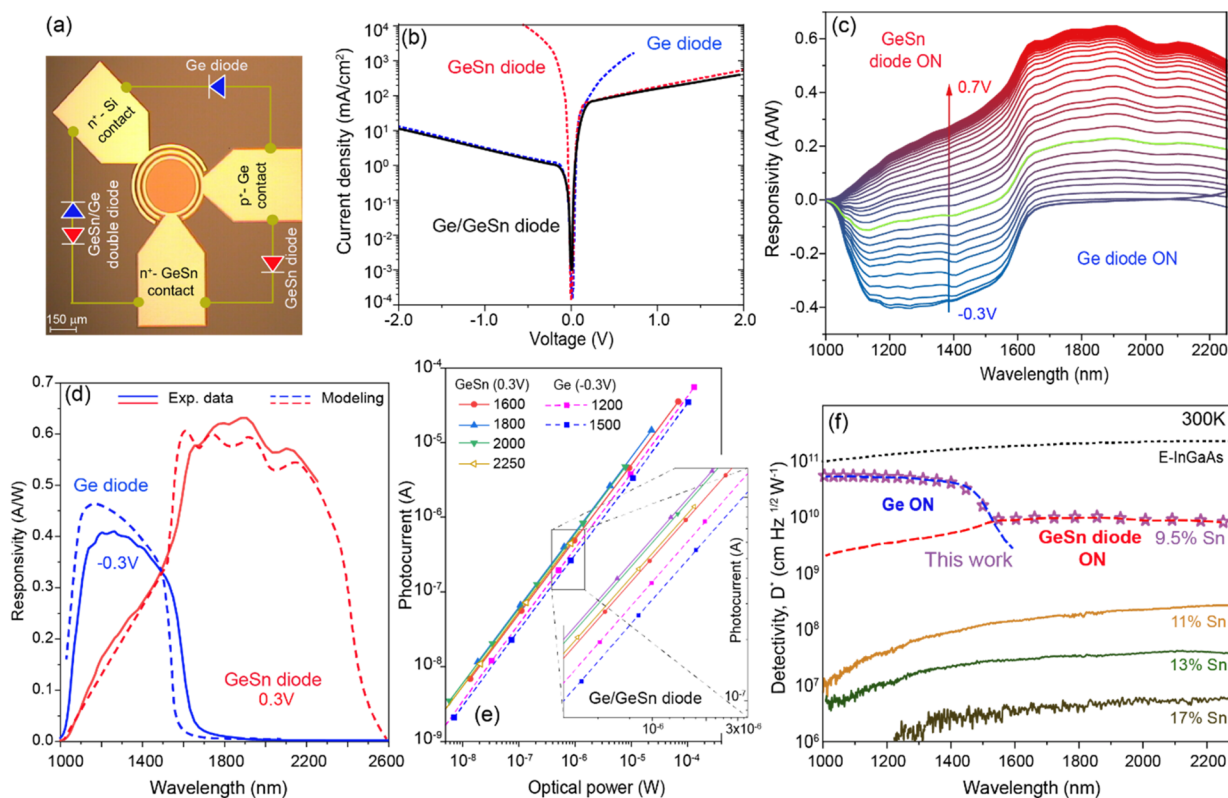 (a)
Ge diode
n⁺- Si
contact
p⁺- Ge
contact
GeSn/Ge
double diode
GeSn diode
n⁺- GeSn
contact
150 μm
(b)
GeSn diode
Ge diode
Ge/GeSn diode
Current density (mA/cm²)
10⁴
10³
10²
10¹
10⁰
10⁻¹
10⁻²
10⁻³
10⁻⁴
-2.0 -1.0 0.0 1.0 2.0
Voltage (V)
(c)
GeSn
diode ON
0.7V
Ge diode ON
-0.3V
Responsivity (A/W)
0.6
0.4
0.2
0.0
-0.2
-0.4
1000 1200 1400 1600 1800 2000 2200
Wavelength (nm)
(d)
Exp. data Modeling
Ge diode
-0.3V
GeSn diode
0.3V
Responsivity (A/W)
0.7
0.6
0.5
0.4
0.3
0.2
0.1
0.0
1000 1200 1400 1600 1800 2000 2200 2400 2600
Wavelength (nm)
GeSn (0.3V) Ge (-0.3V)
1600 1200
1800 1500
2000
2250
Photocurrent (A)
10⁻⁴
10⁻⁵
10⁻⁶
10⁻⁷
10⁻⁸
10⁻⁹
Photocurrent (A)
10⁻⁷
10⁻⁶ 3x10⁻⁶
Ge/GeSn diode
(e)
10⁻⁸ 10⁻⁷ 10⁻⁶ 10⁻⁵ 10⁻⁴
Optical power (W)
(f)
300K
E-InGaAs
Ge ON
This work
GeSn diode
ON
9.5% Sn
11% Sn
13% Sn
17% Sn
Detectivity, D* (cm Hz ¹ᐟ² W⁻¹)
10¹¹
10¹⁰
10⁹
10⁸
10⁷
10⁶
1000 1200 1400 1600 1800 2000 2200
Wavelength (nm)